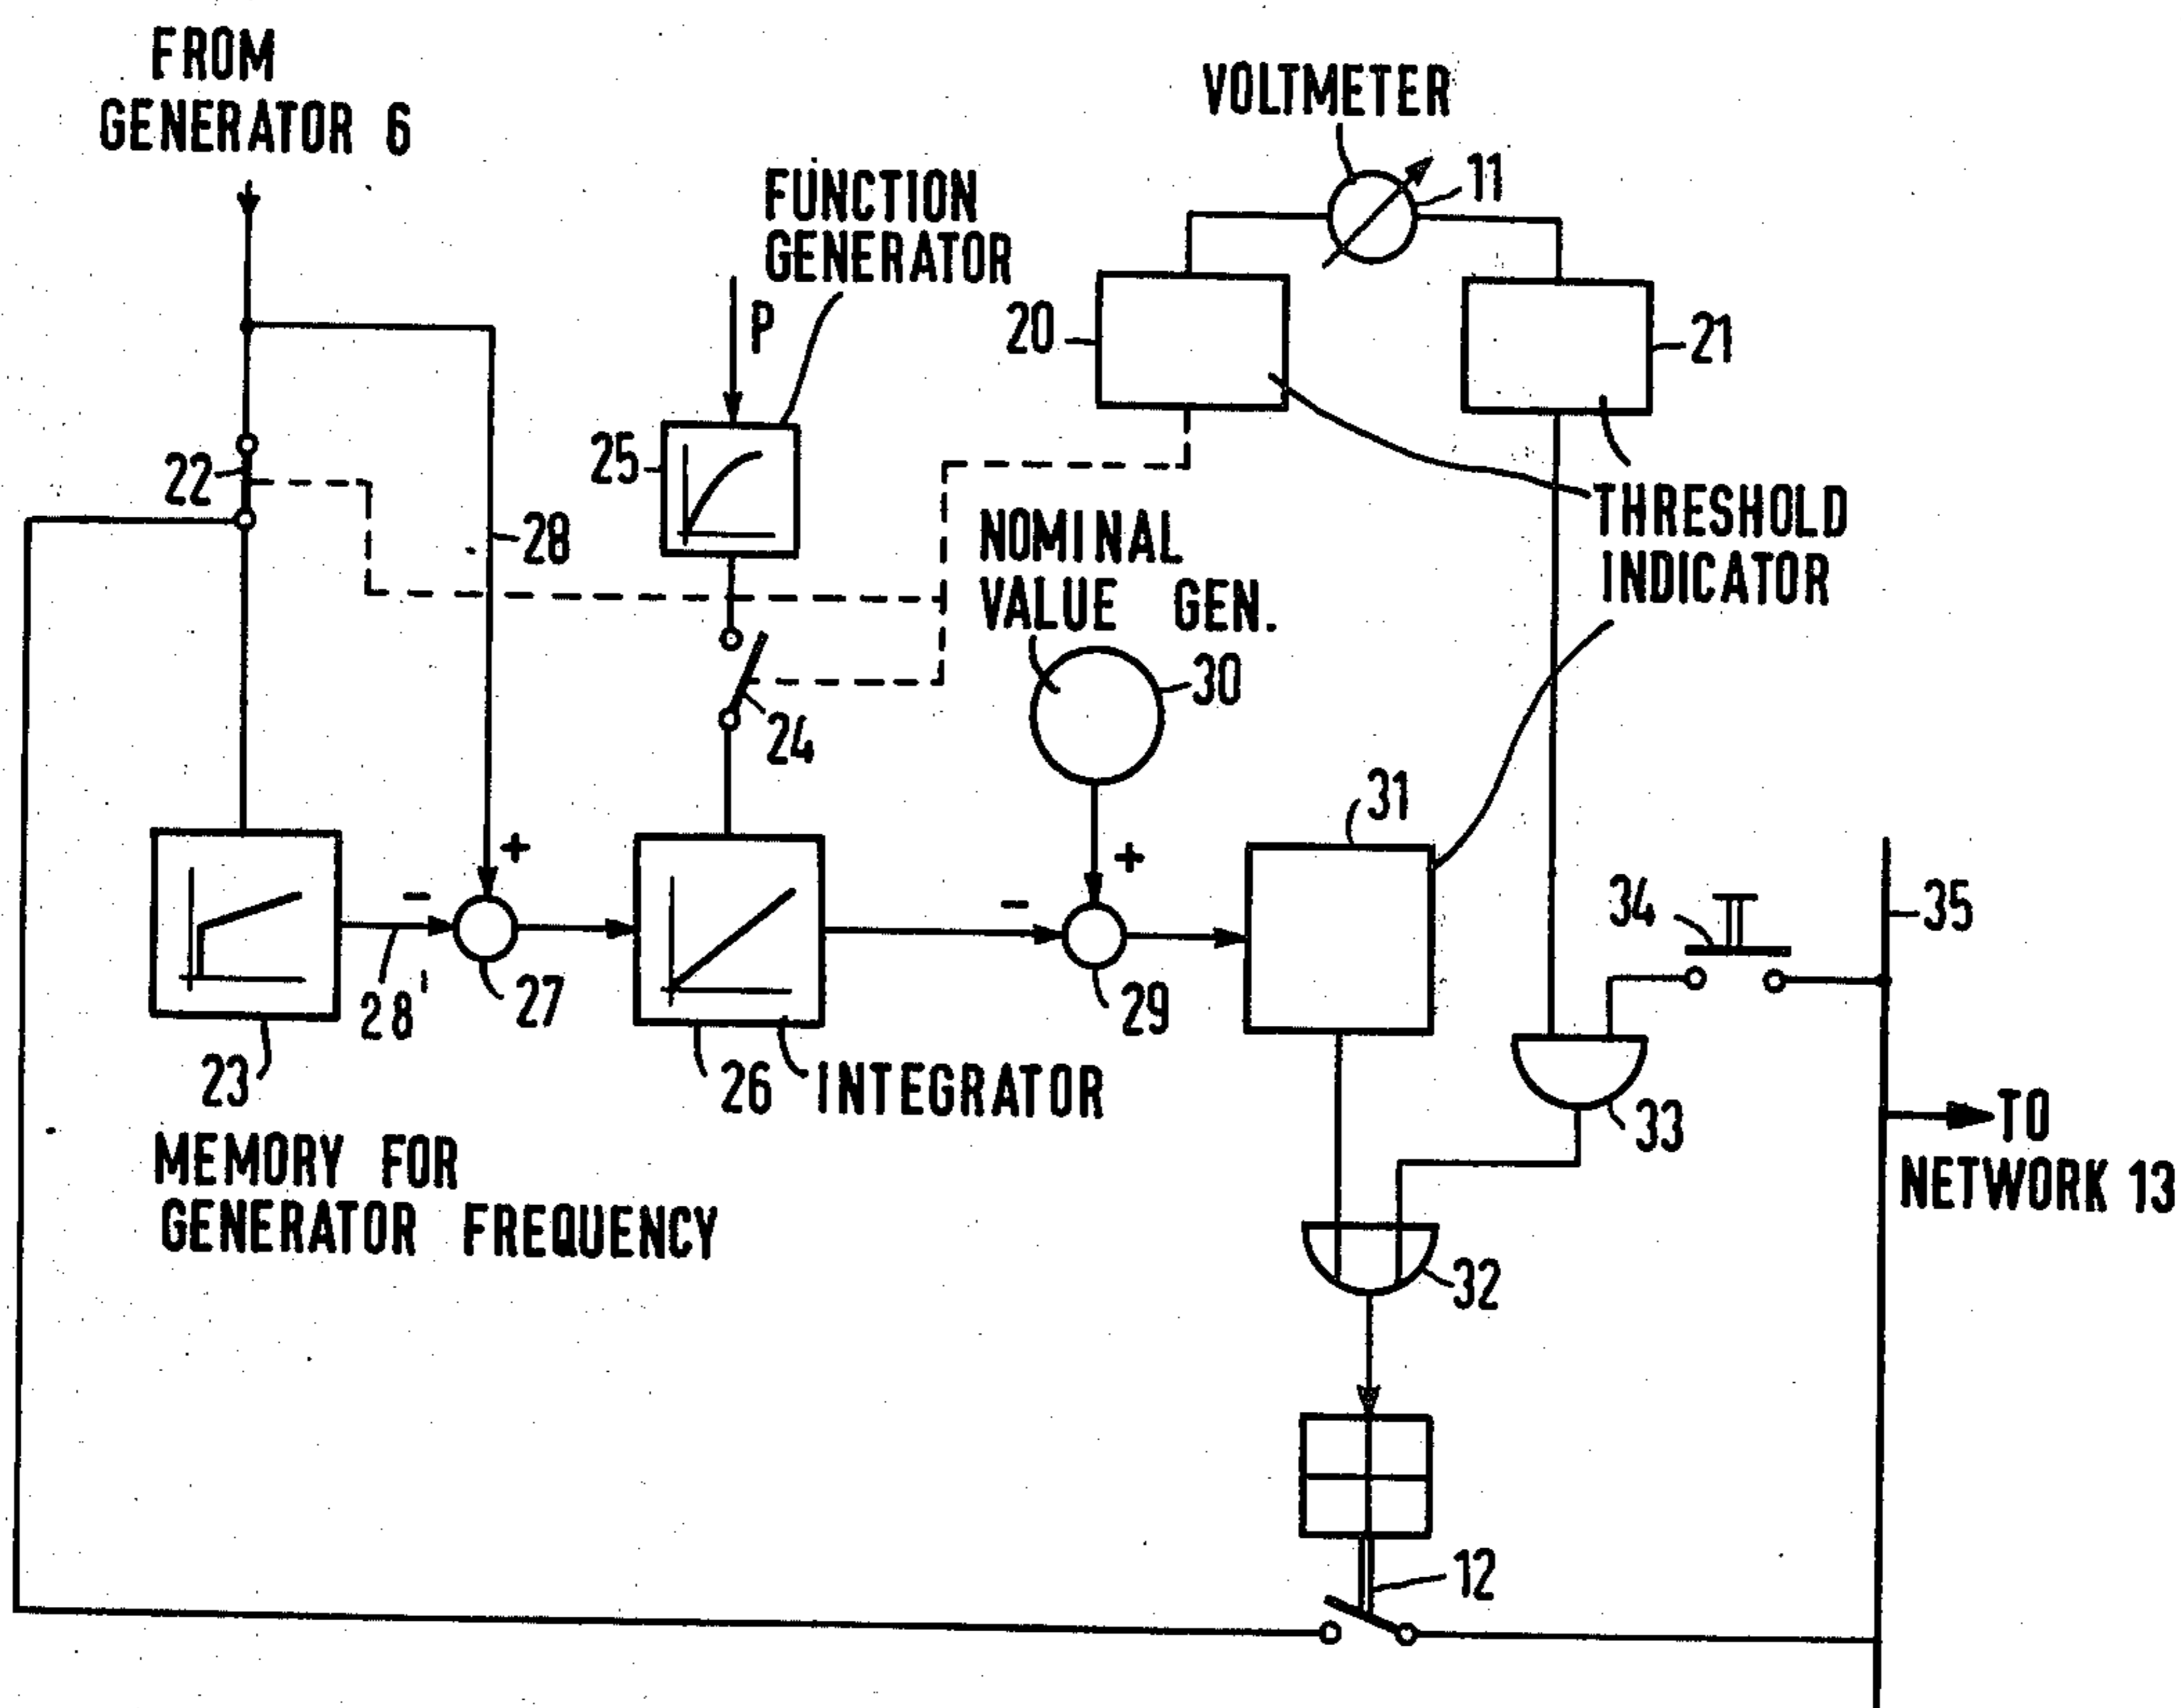 FROM
GENERATOR 6
VOLTMETER
11
FUNCTION
GENERATOR
P
20
21
25
22
28
NOMINAL
VALUE GEN.
THRESHOLD
INDICATOR
30
24
31
+
+
34
35
-
-
28'
27
29
23
26
INTEGRATOR
33
TO
NETWORK 13
MEMORY FOR
GENERATOR FREQUENCY
32
12